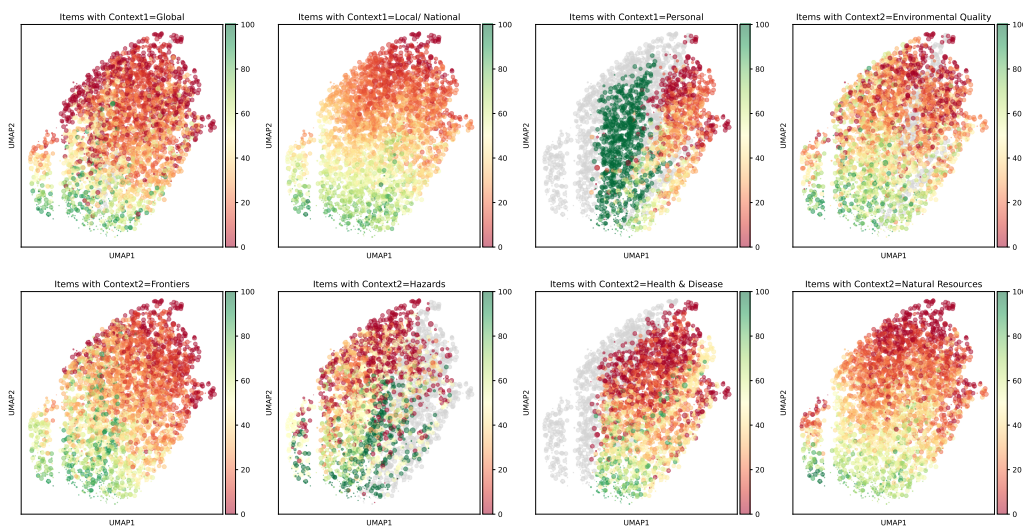 Items with Context1=Global
Items with Context1=Local/ National
Items with Context1=Personal
Items with Context2=Environmental Quality
UMAP2
UMAP1
100
80
60
40
20
0
UMAP2
UMAP1
100
80
60
40
20
0
UMAP2
UMAP1
100
80
60
40
20
0
UMAP2
UMAP1
100
80
60
40
20
0
Items with Context2=Frontiers
Items with Context2=Hazards
Items with Context2=Health & Disease
Items with Context2=Natural Resources
UMAP2
UMAP1
100
80
60
40
20
0
UMAP2
UMAP1
100
80
60
40
20
0
UMAP2
UMAP1
100
80
60
40
20
0
UMAP2
UMAP1
100
80
60
40
20
0